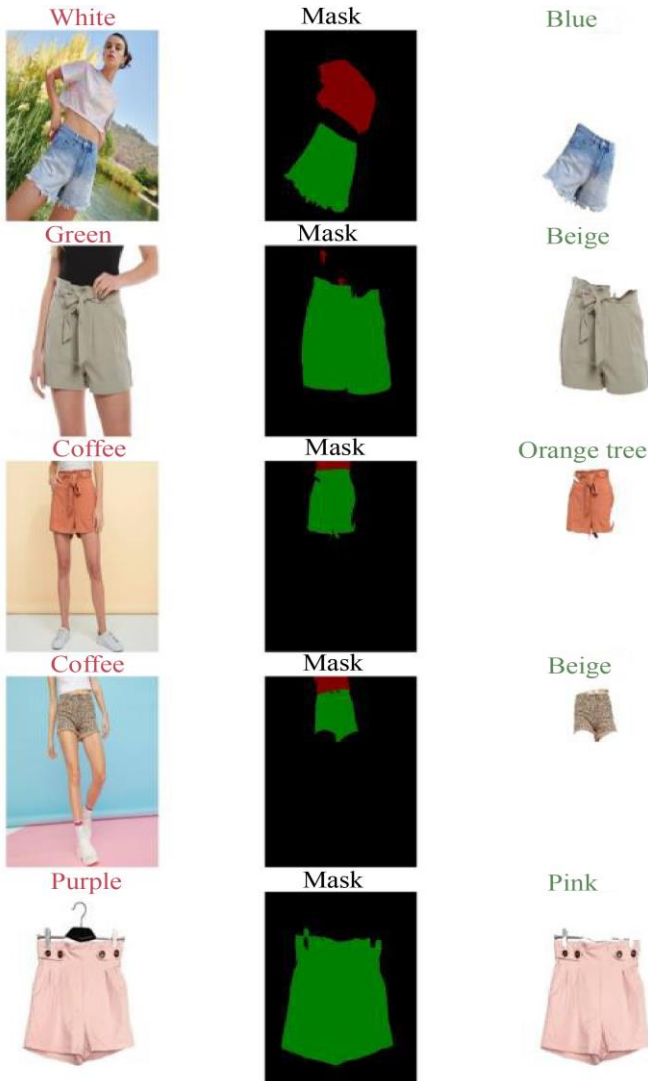 White Mask Blue
Green Mask Beige
Coffee Mask Orange tree
Coffee Mask Beige
Purple Mask Pink